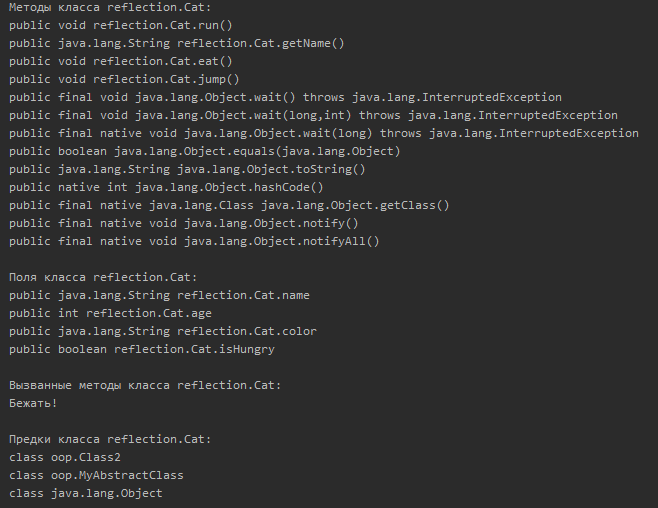 Методы класса reflection.Cat:
public void reflection.Cat.run()
public java.lang.String reflection.Cat.getName()
public void reflection.Cat.eat()
public void reflection.Cat.jump()
public final void java.lang.Object.wait() throws java.lang.InterruptedException
public final void java.lang.Object.wait(long,int) throws java.lang.InterruptedException
public final native void java.lang.Object.wait(long) throws java.lang.InterruptedException
public boolean java.lang.Object.equals(java.lang.Object)
public java.lang.String java.lang.Object.toString()
public native int java.lang.Object.hashCode()
public final native java.lang.Class java.lang.Object.getClass()
public final native void java.lang.Object.notify()
public final native void java.lang.Object.notifyAll()
Поля класса reflection.Cat:
public java.lang.String reflection.Cat.name
public int reflection.Cat.age
public java.lang.String reflection.Cat.color
public boolean reflection.Cat.isHungry
Вызванные методы класса reflection.Cat:
Бежать!
Предки класса reflection.Cat:
class oop.Class2
class oop.MyAbstractClass
class java.lang.Object